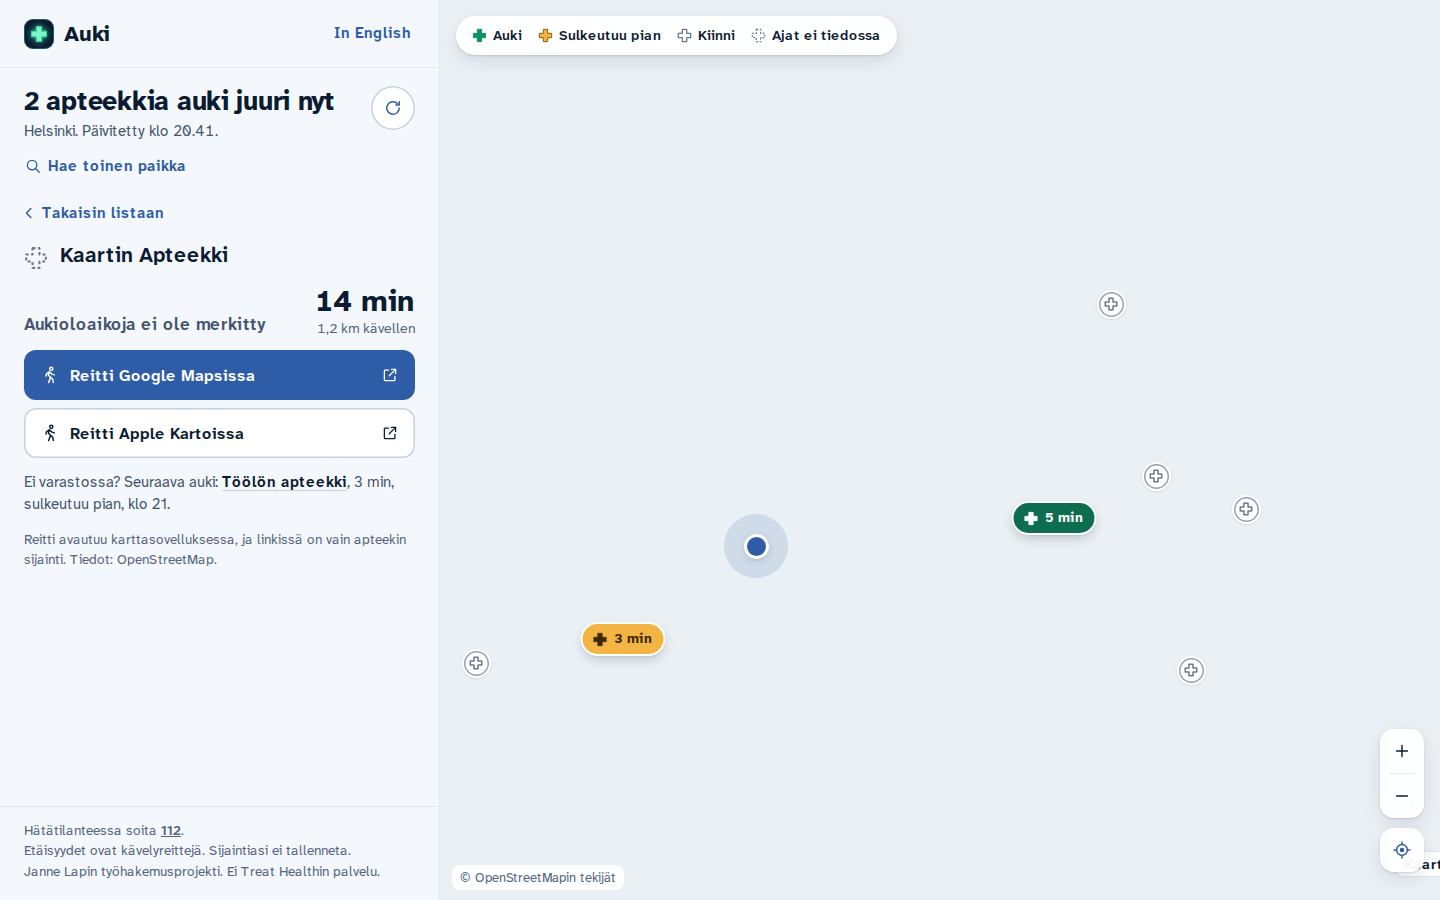 Auki
In English
2 apteekkia auki juuri nyt
Helsinki. Päivitetty klo 20.41.
Hae toinen paikka
Takaisin listaan
Kaartin Apteekki
14 min
Aukioloaikoja ei ole merkitty
1,2 km kävellen
Reitti Google Mapsissa
Reitti Apple Kartoissa
Ei varastossa? Seuraava auki: Töölön apteekki, 3 min,
sulkeutuu pian, klo 21.
Reitti avautuu karttasovelluksessa, ja linkissä on vain apteekin
sijainti. Tiedot: OpenStreetMap.
Hätätilanteessa soita 112.
Etäisyydet ovat kävelyreittejä. Sijaintiasi ei tallenneta.
Janne Lapin työhakemusprojekti. Ei Treat Healthin palvelu.
Auki
Sulkeutuu pian
Kiinni
Ajat ei tiedossa
5 min
3 min
© OpenStreetMapin tekijät